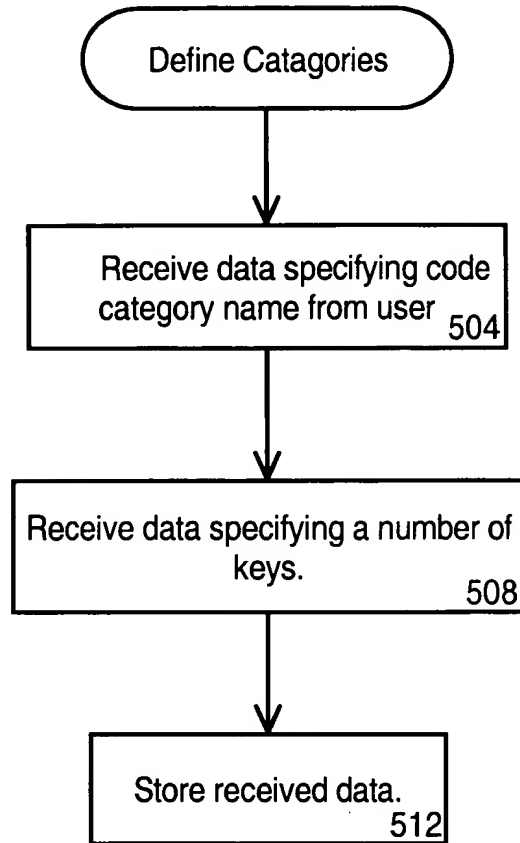 Define Catagories
Receive data specifying code
category name from user
504
Receive data specifying a number of
keys.
508
Store received data.
512